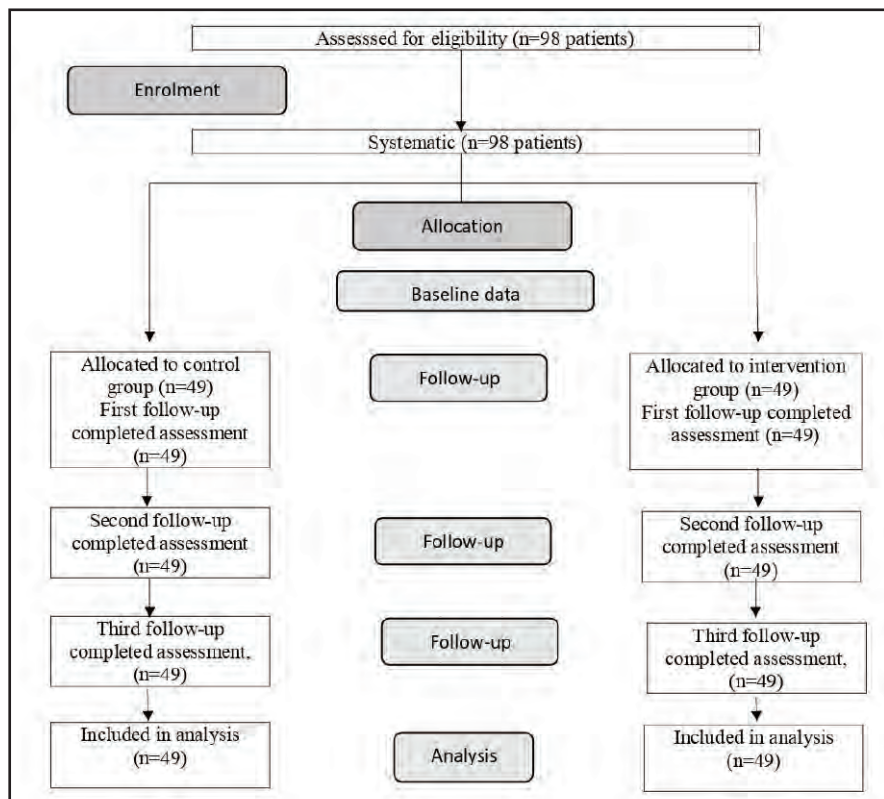 Assesssed for eligibility (n=98 patients)
Enrolment
Systematic (n=98 patients)
Allocation
Baseline data
Allocated to control
group (n=49)
First follow-up
completed assessment
(n=49)
Follow-up
Allocated to intervention
group (n=49)
First follow-up completed
assessment (n=49)
Second follow-up
completed assessment
(n=49)
Follow-up
Second follow-up
completed assessment
(n=49)
Third follow-up
completed assessment,
(n=49)
Follow-up
Third follow-up
completed assessment,
(n=49)
Included in analysis
(n=49)
Analysis
Included in analysis
(n=49)